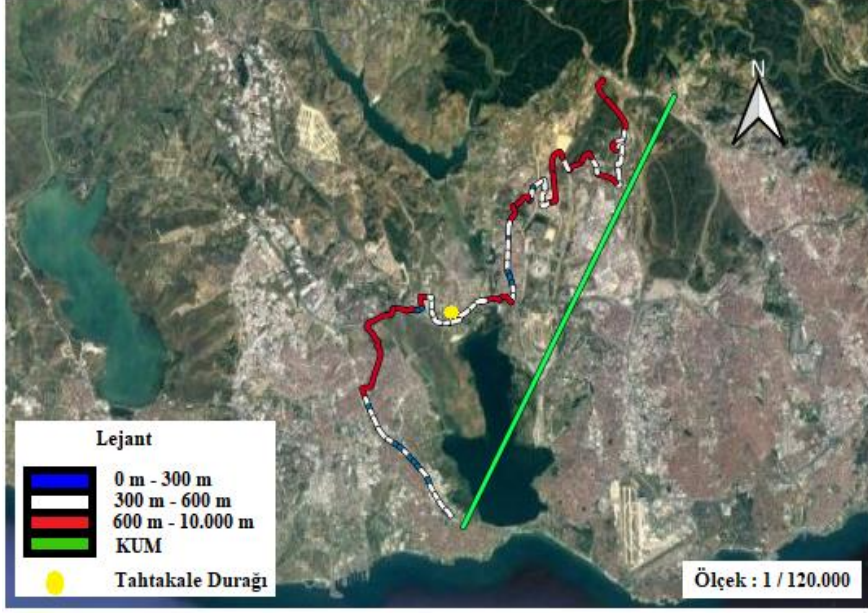 N
Lejant
0 m - 300 m
300 m - 600 m
600 m - 10.000 m
KUM
Tahtakale Durağı
Ölçek : 1 / 120.000